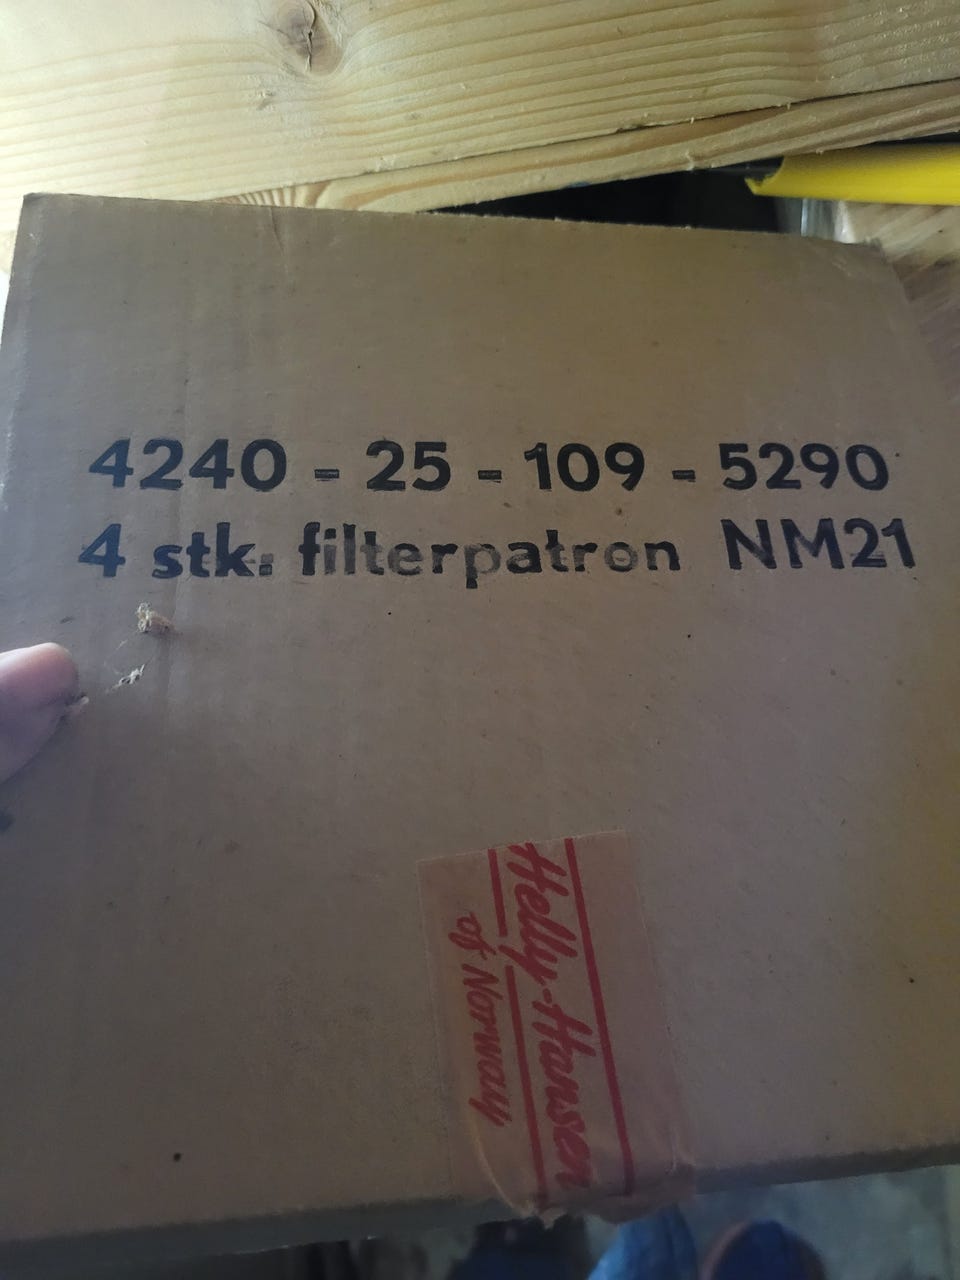 4240 - 25 - 109 - 5290
4 stk: filterpatron NM21
Helly-Hansen
of Norway